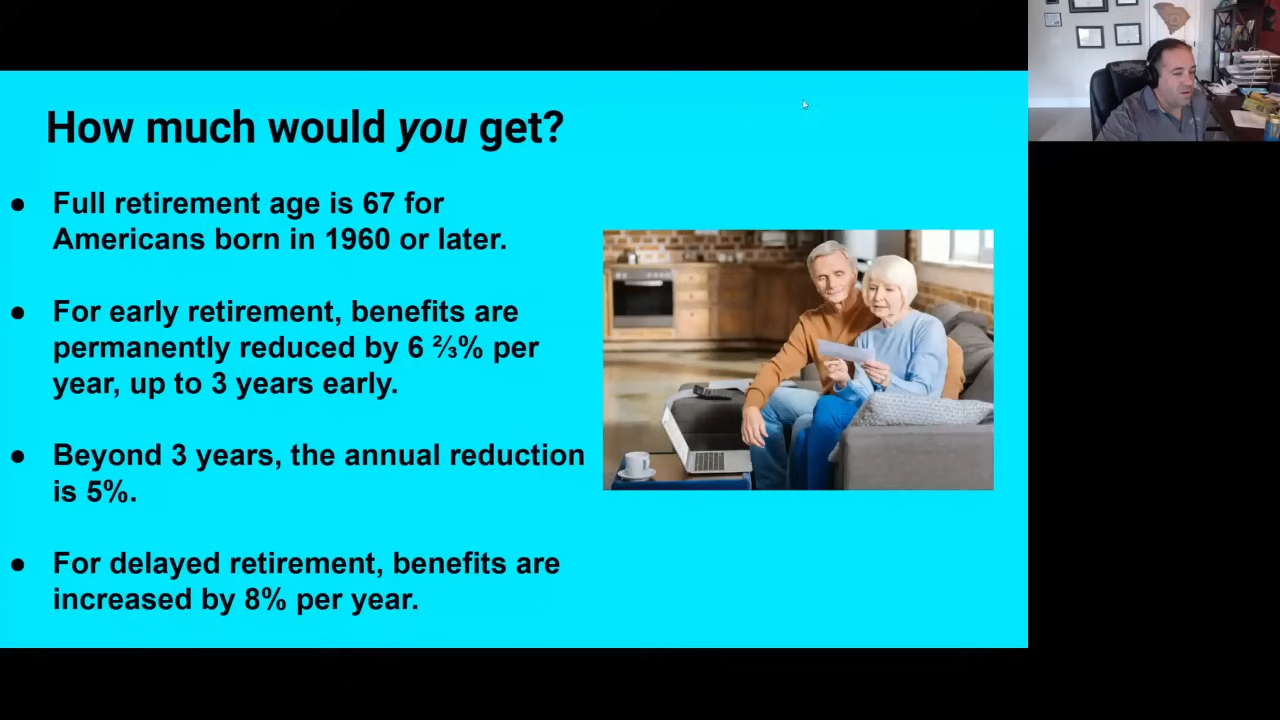 How much would you get?
● Full retirement age is 67 for
Americans born in 1960 or later.
● For early retirement, benefits are
permanently reduced by 6 ⅔% per
year, up to 3 years early.
● Beyond 3 years, the annual reduction
is 5%.
● For delayed retirement, benefits are
increased by 8% per year.